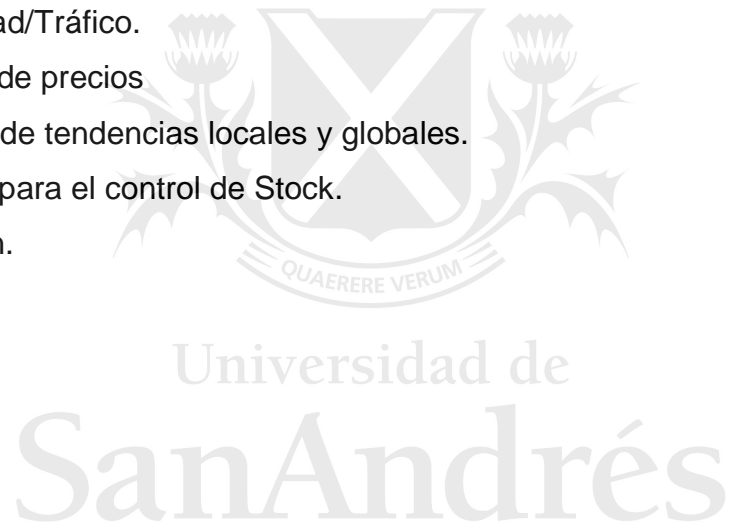 ad/Tráfico.
de precios
de tendencias locales y globales.
para el control de Stock.
n.
QUAERERE VERUM
Universidad de
SanAndrés